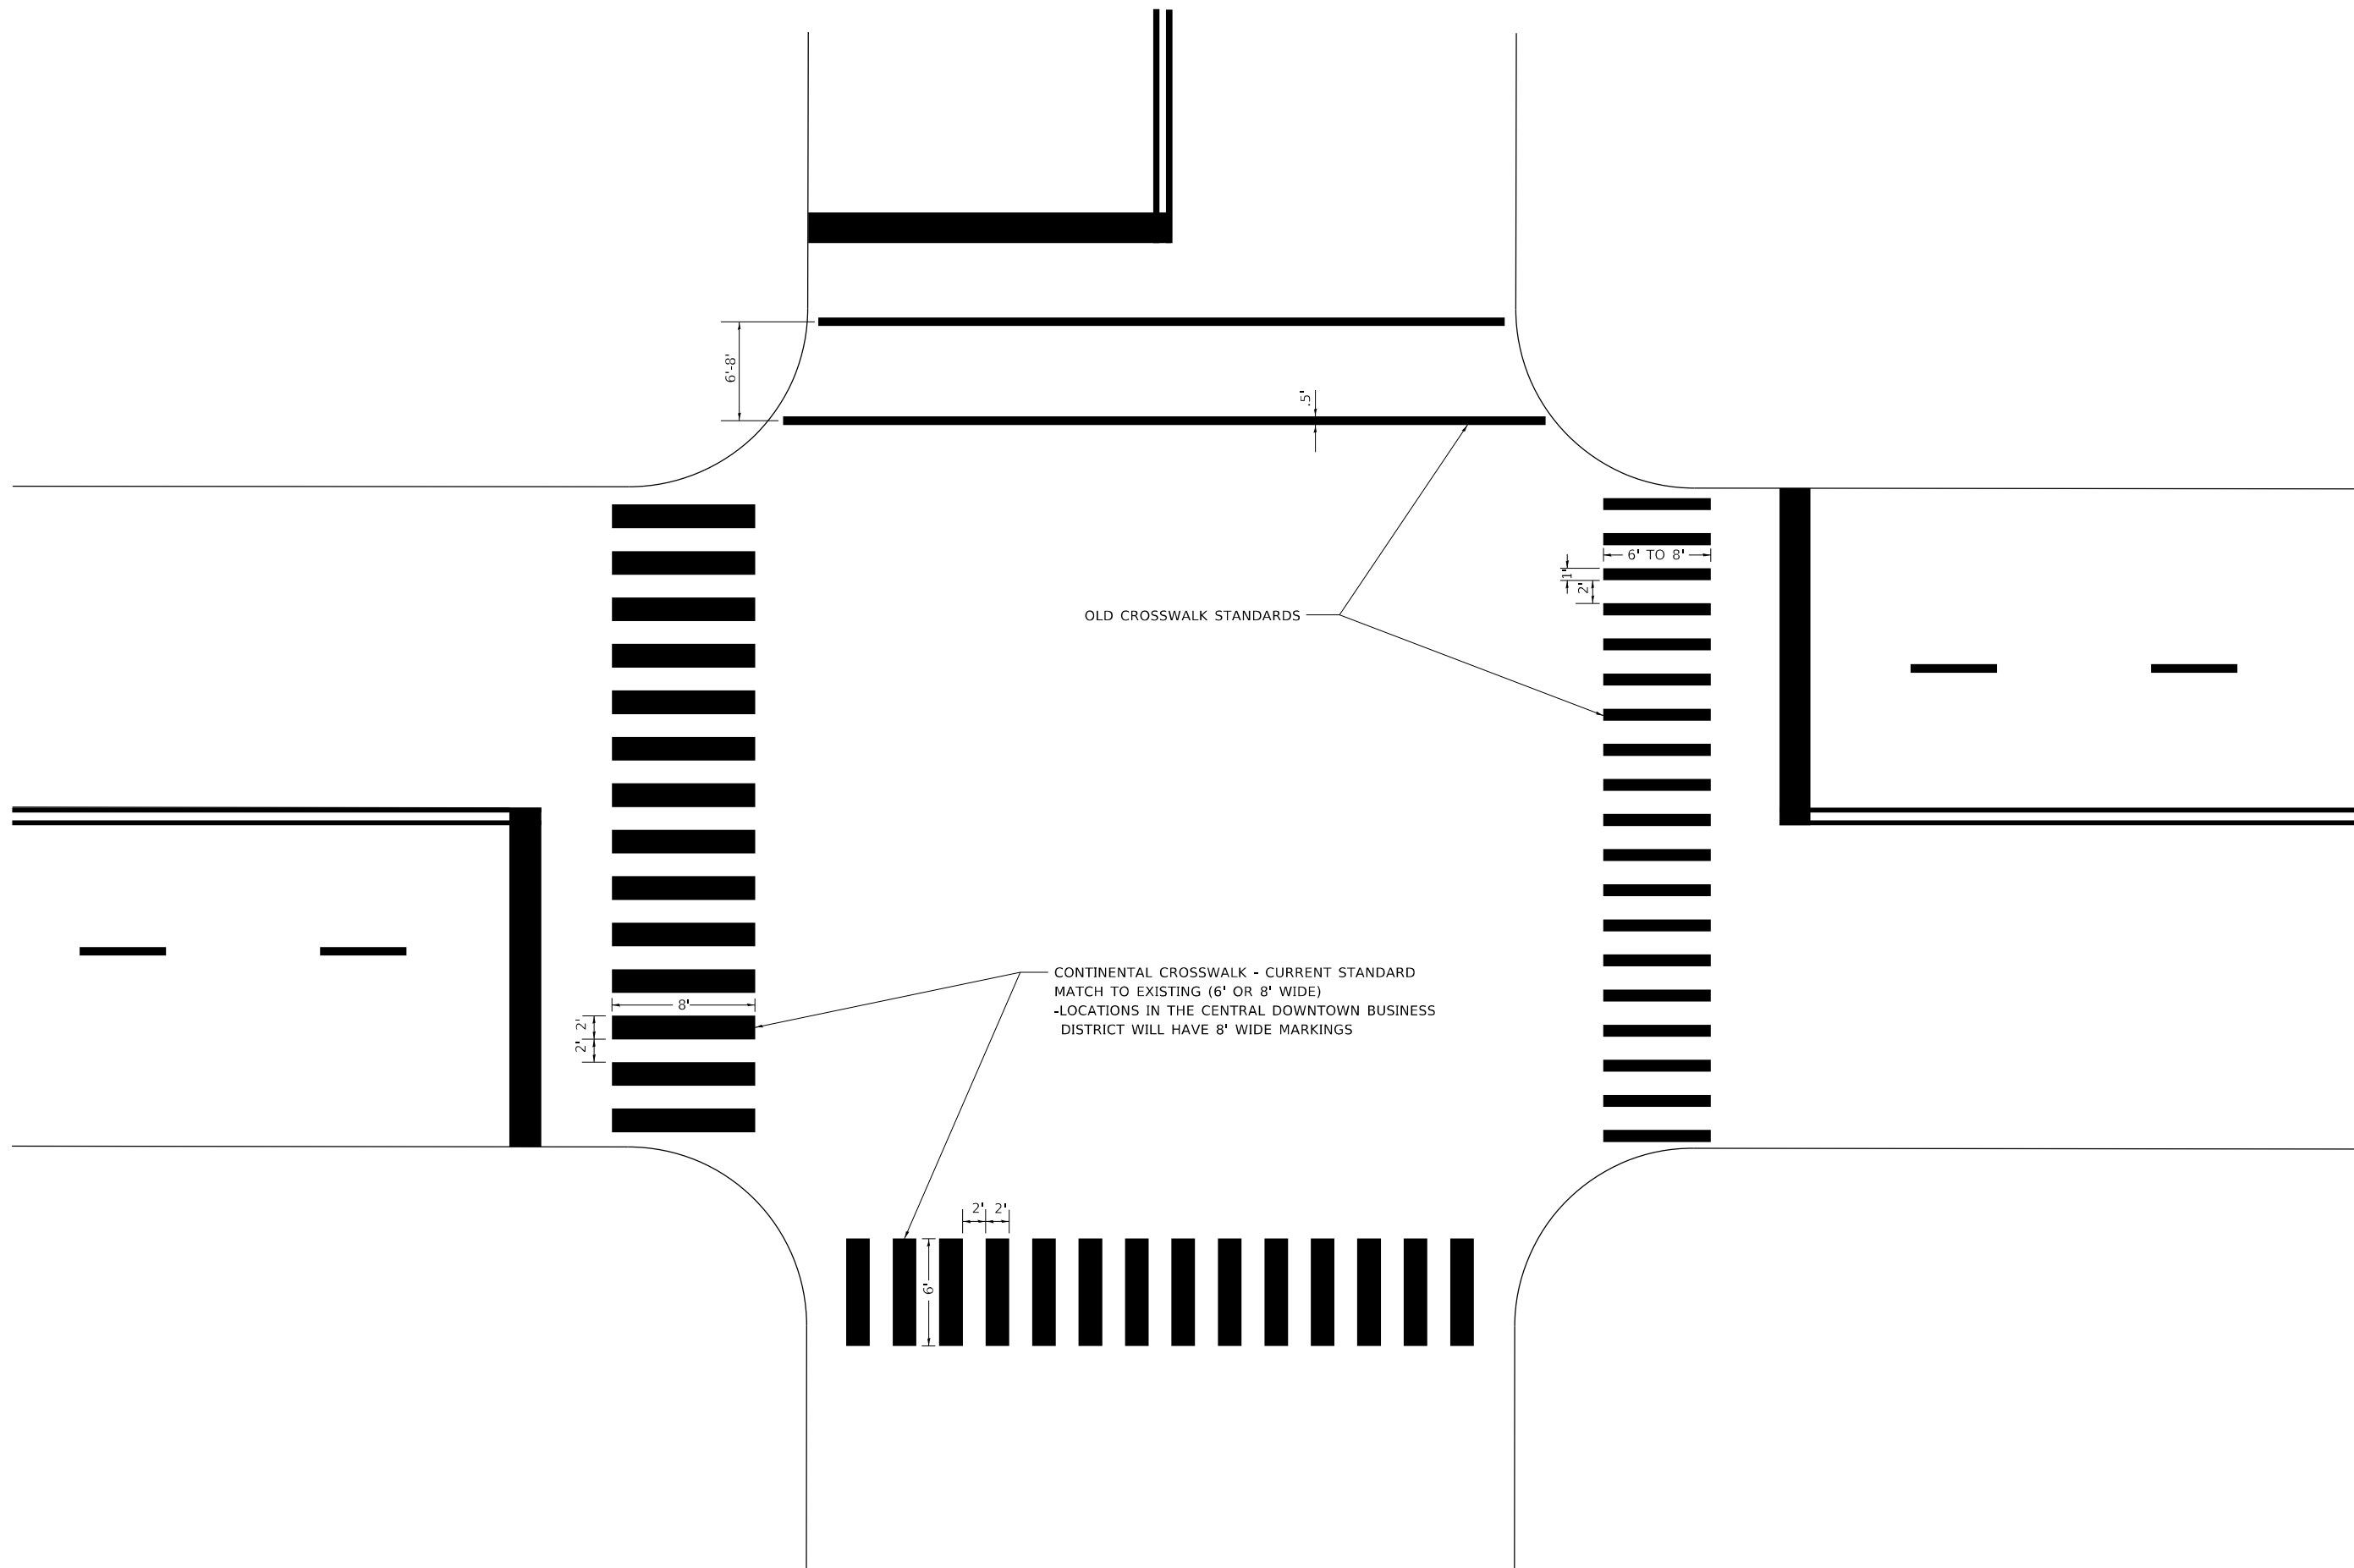 6'-8'
.5'
6' TO 8'
1'
2'
OLD CROSSWALK STANDARDS
CONTINENTAL CROSSWALK - CURRENT STANDARD
MATCH TO EXISTING (6' OR 8' WIDE)
-LOCATIONS IN THE CENTRAL DOWNTOWN BUSINESS
DISTRICT WILL HAVE 8' WIDE MARKINGS
8'
2'
2'
2' 2'
6'